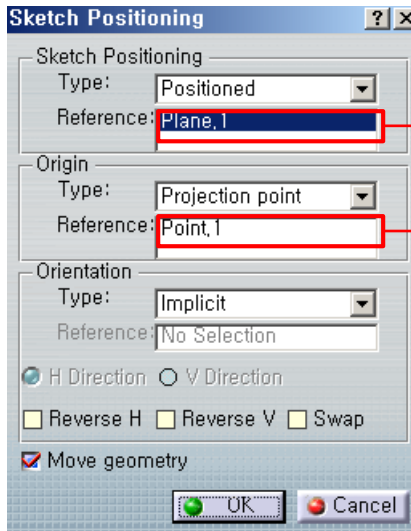 Sketch Positioning
Sketch Positioning
Type: Positioned
Reference: Plane,1
Origin
Type: Projection point
Reference: Point,1
Orientation
Type: Implicit
Reference: No Selection
H Direction V Direction
Reverse H Reverse V Swap
Move geometry
OK Cancel